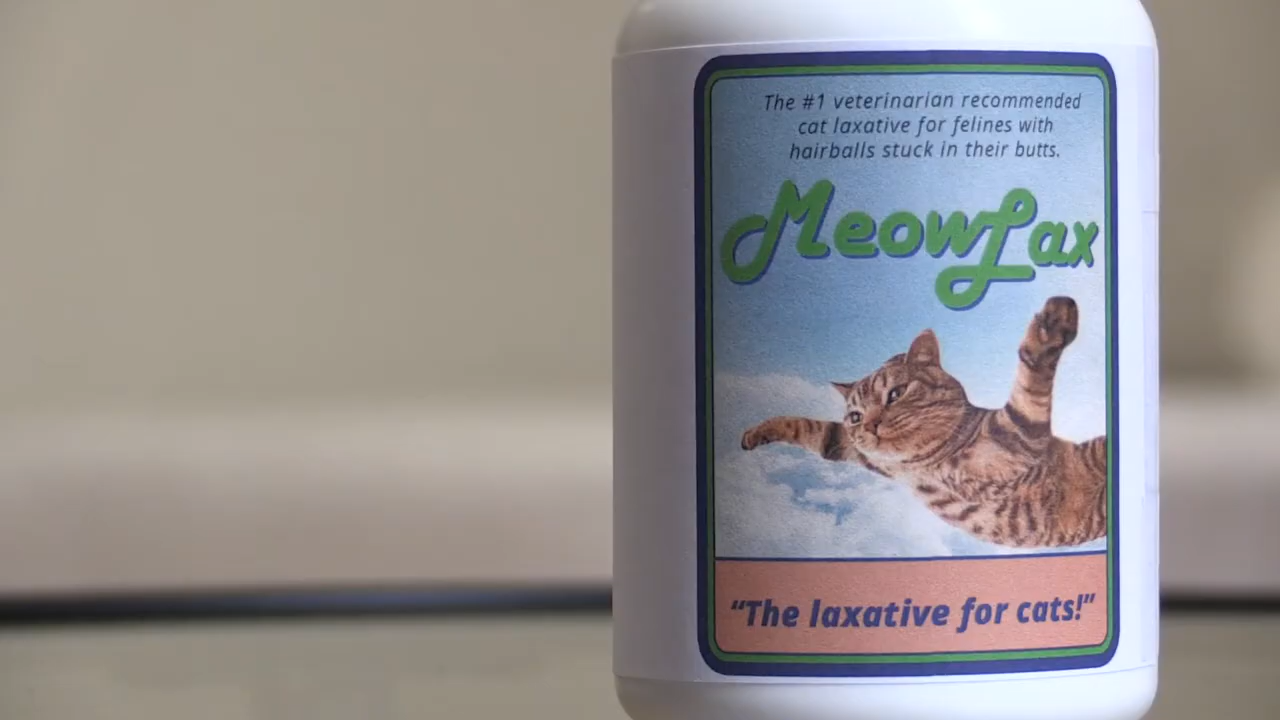 The #1 veterinarian recommended
cat laxative for felines with
hairballs stuck in their butts.
MeowLax
“The laxative for cats!”